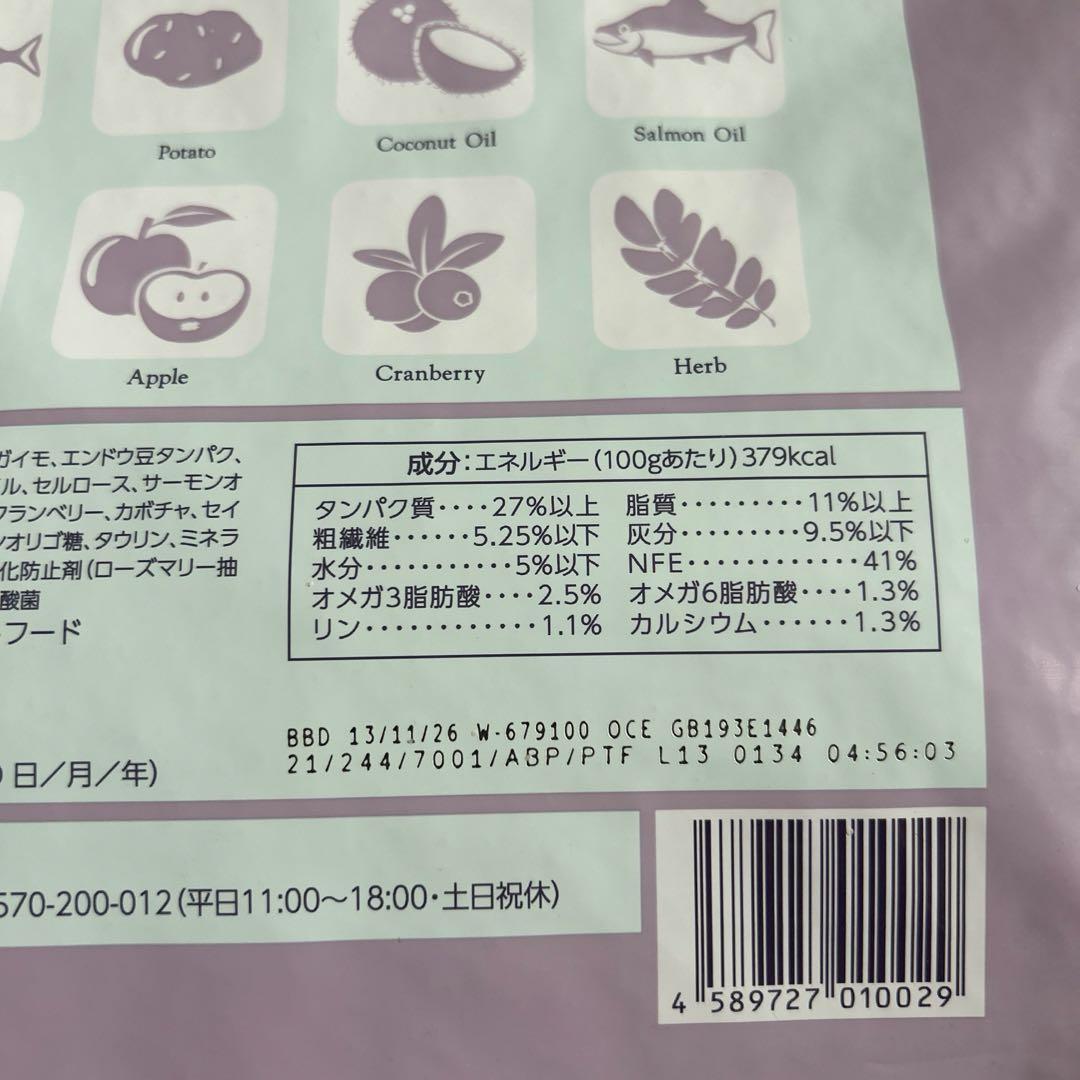 Potato
Coconut Oil
Salmon Oil
Apple
Cranberry
Herb
ガイモ、エンドウ豆タンパク、
ル、セルロース、サーモンオ
クランベリー、カボチャ、セイ
オリゴ糖、タウリン、ミネラ
化防止剤(ローズマリー抽
酸菌
フード
成分:エネルギー(100gあたり)379kcal
タンパク質‥‥27%以上 脂質‥‥‥‥・11%以上
粗繊維‥‥‥5.25%以下 灰分‥‥‥‥・9.5%以下
水分‥‥‥‥‥・5%以下 NFE‥‥‥‥‥‥41%
オメガ3脂肪酸‥‥2.5% オメガ6脂肪酸‥‥1.3%
リン‥‥‥‥‥‥1.1% カルシウム‥‥‥1.3%
BBD 13/11/26 W-679100 OCE GB193E1446
21/244/7001/ABP/PTF L13 0134 04:56:03
日/月/年)
570-200-012(平日11:00〜18:00・土日祝休)
4 589727 010029